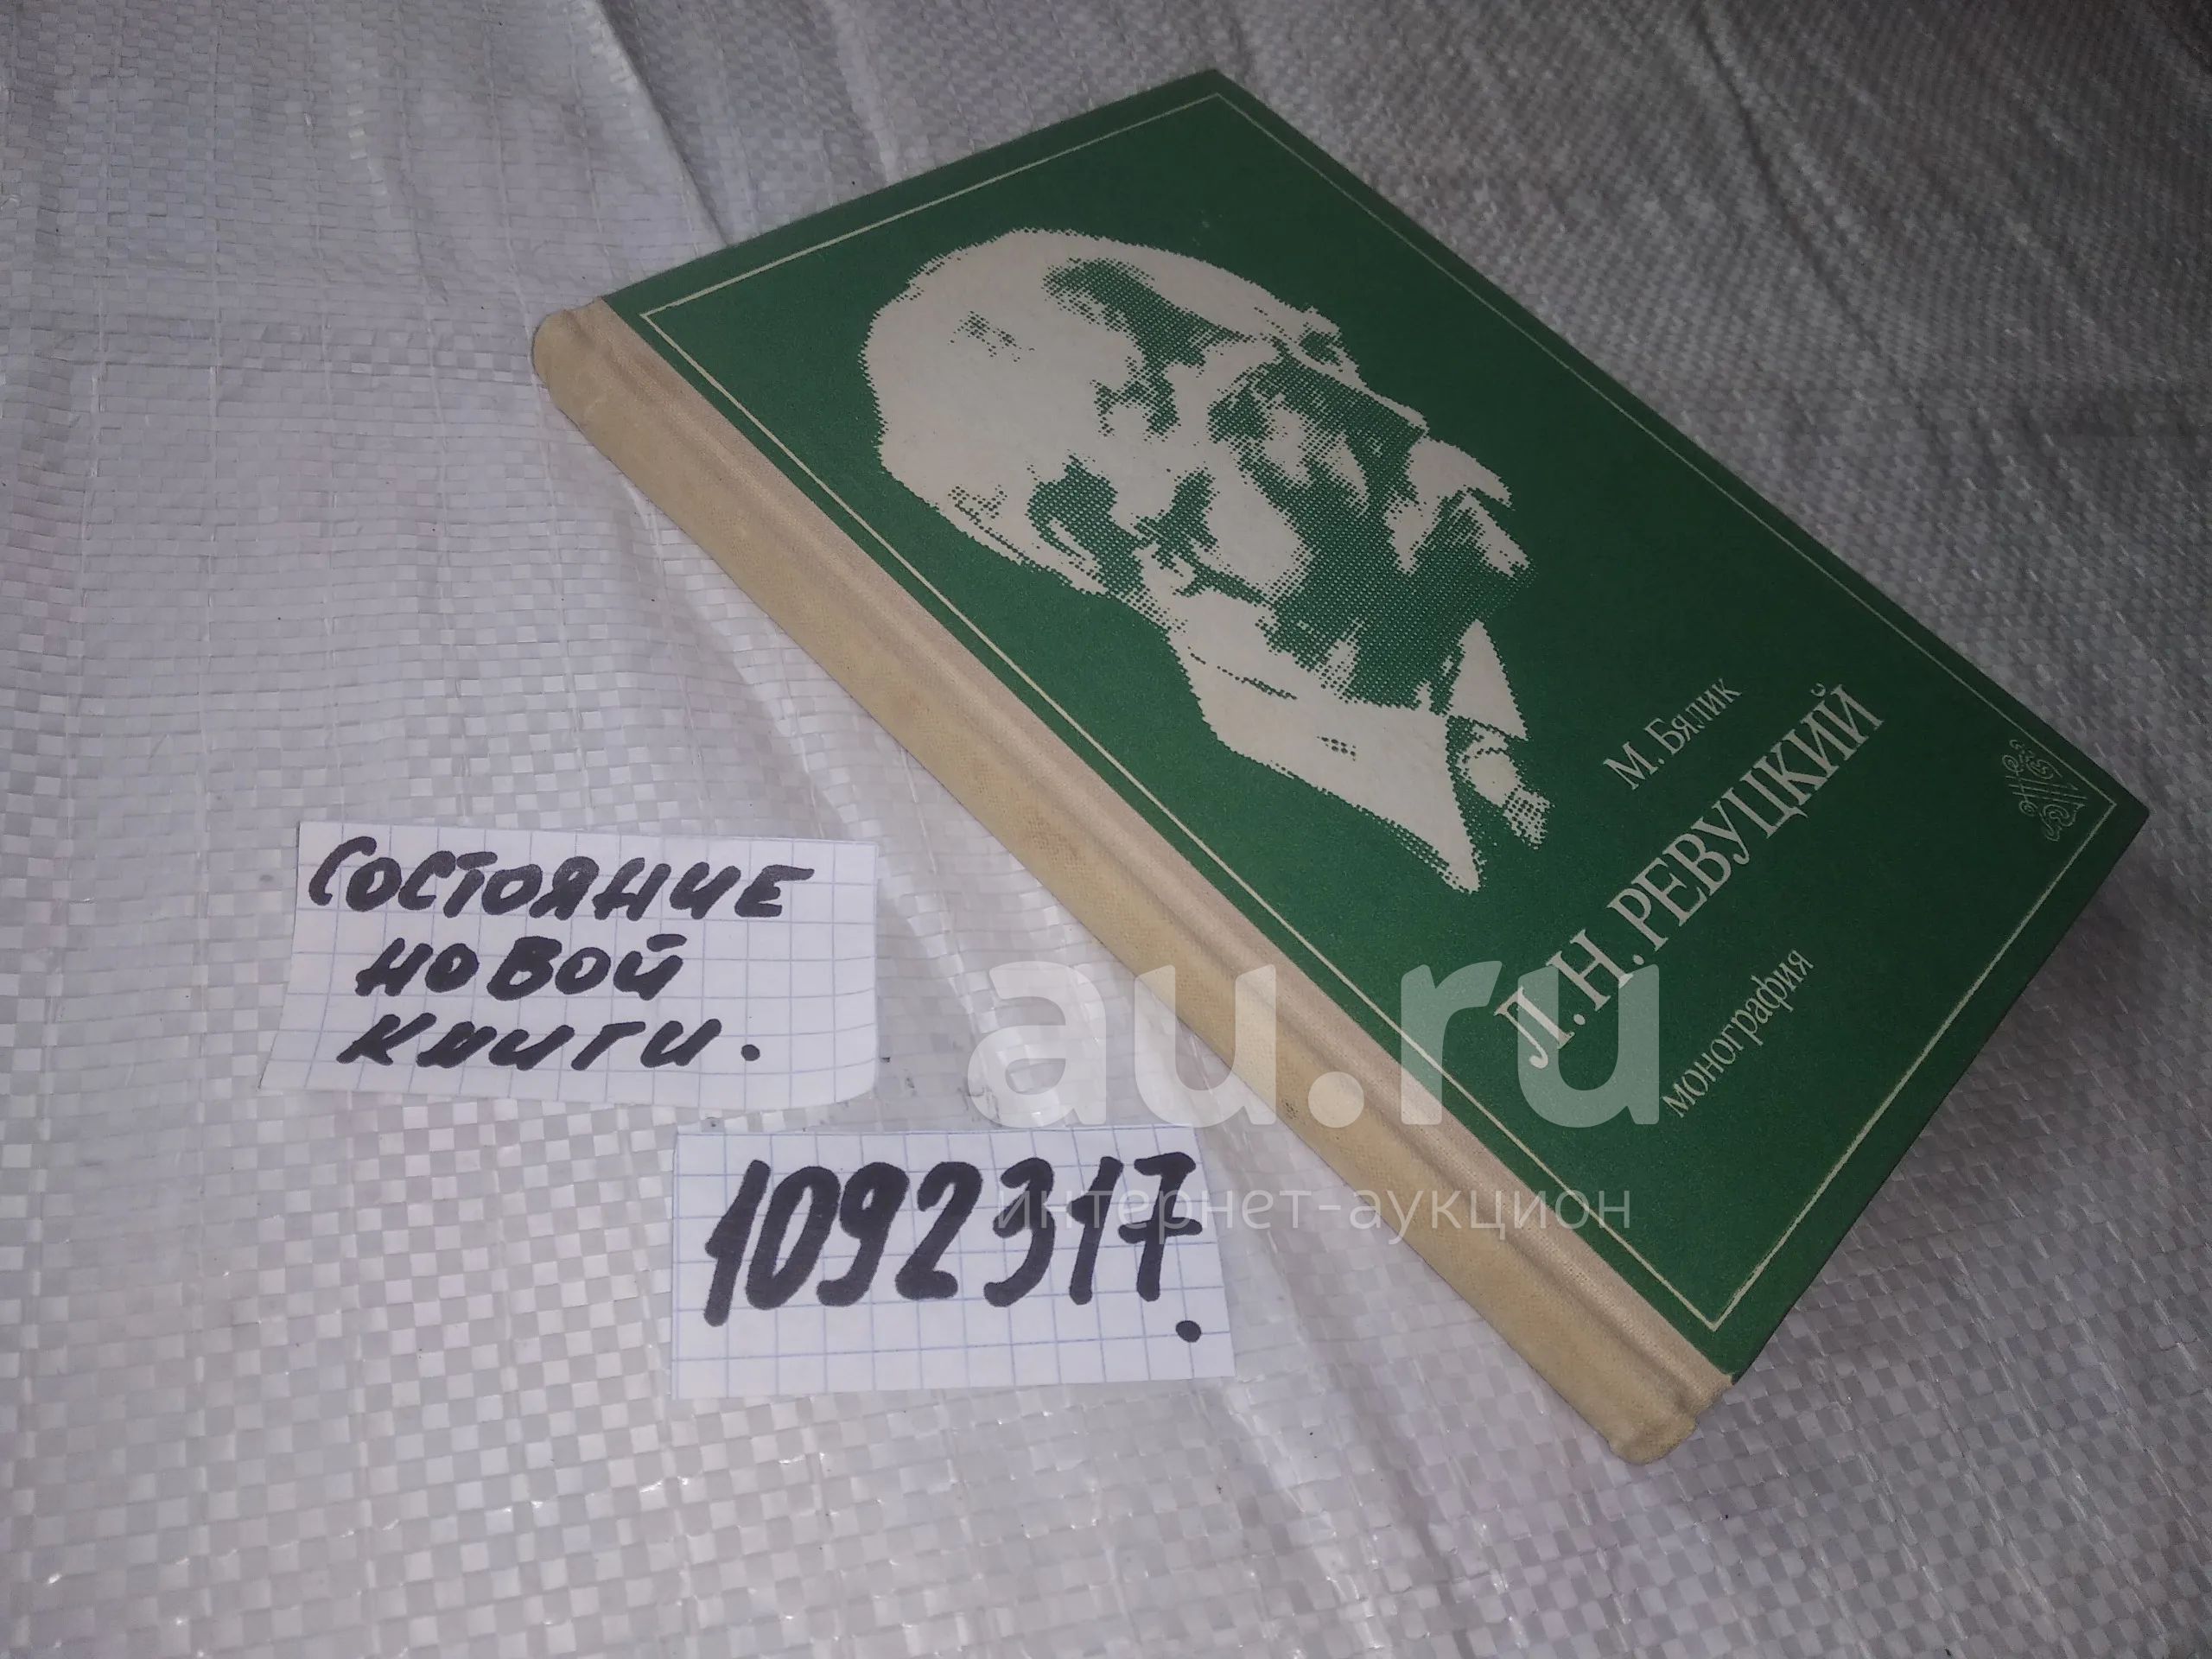 М. Бялик
Л.Н.РЕВУЦКИЙ
монография
СОСТОЯНИЕ
НОВОЙ
КНИГИ.
au.ru
интернет-аукцион
1092317.